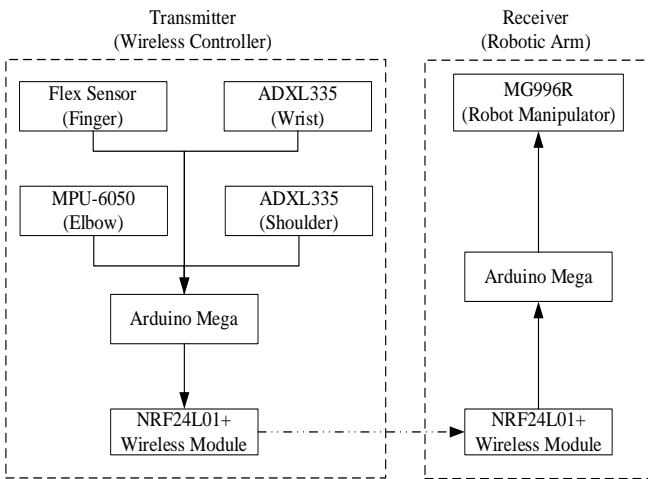 Transmitter
(Wireless Controller)
Flex Sensor
(Finger)
ADXL335
(Wrist)
MPU-6050
(Elbow)
ADXL335
(Shoulder)
Arduino Mega
NRF24L01+
Wireless Module
Receiver
(Robotic Arm)
MG996R
(Robot Manipulator)
Arduino Mega
NRF24L01+
Wireless Module